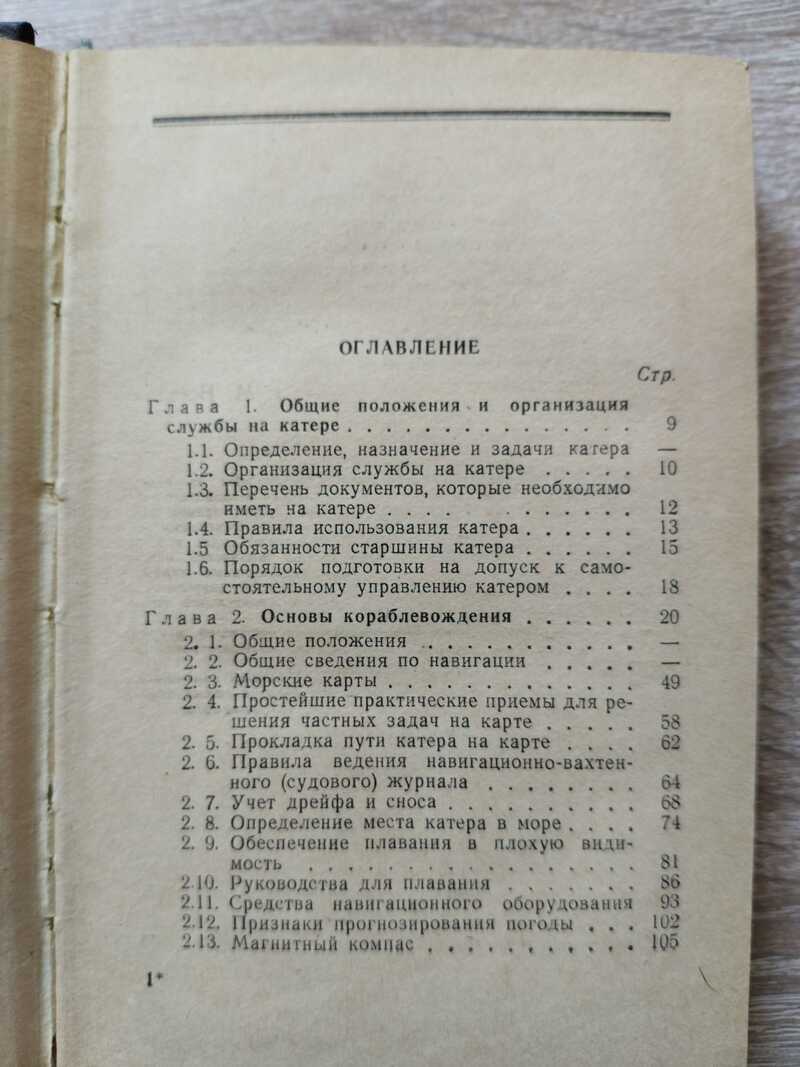 ОГЛАВЛЕНИЕ
Стр.
Глава 1. Общие положения и организация
службы на катере . . . . . . . . . . . . . . . 9
1.1. Определение, назначение и задачи катера —
1.2. Организация службы на катере . . . . . 10
1.3. Перечень документов, которые необходимо
иметь на катере . . . . . . . . . . . 12
1.4. Правила использования катера . . . . . . 13
1.5 Обязанности старшины катера . . . . . . 15
1.6. Порядок подготовки на допуск к само-
стоятельному управлению катером . . . . 18
Глава 2. Основы кораблевождения . . . . . . 20
2. 1. Общие положения . . . . . . . . . . . —
2. 2. Общие сведения по навигации . . . . . —
2. 3. Морские карты . . . . . . . . . . . . . 49
2. 4. Простейшие практические приемы для ре-
шения частных задач на карте . . . . . 58
2. 5. Прокладка пути катера на карте . . . . 62
2. 6. Правила ведения навигационно-вахтен-
ного (судового) журнала . . . . . . . . 64
2. 7. Учет дрейфа и сноса . . . . . . . . . . 68
2. 8. Определение места катера в море . . . . 74
2. 9. Обеспечение плавания в плохую види-
мость . . . . . . . . . . . . . . . . . 81
2.10. Руководства для плавания . . . . . . . 86
2.11. Средства навигационного оборудования 93
2.12. Признаки прогнозирования погоды . . . 102
2.13. Магнитный компас . . . . . . . . . . . 105
1*